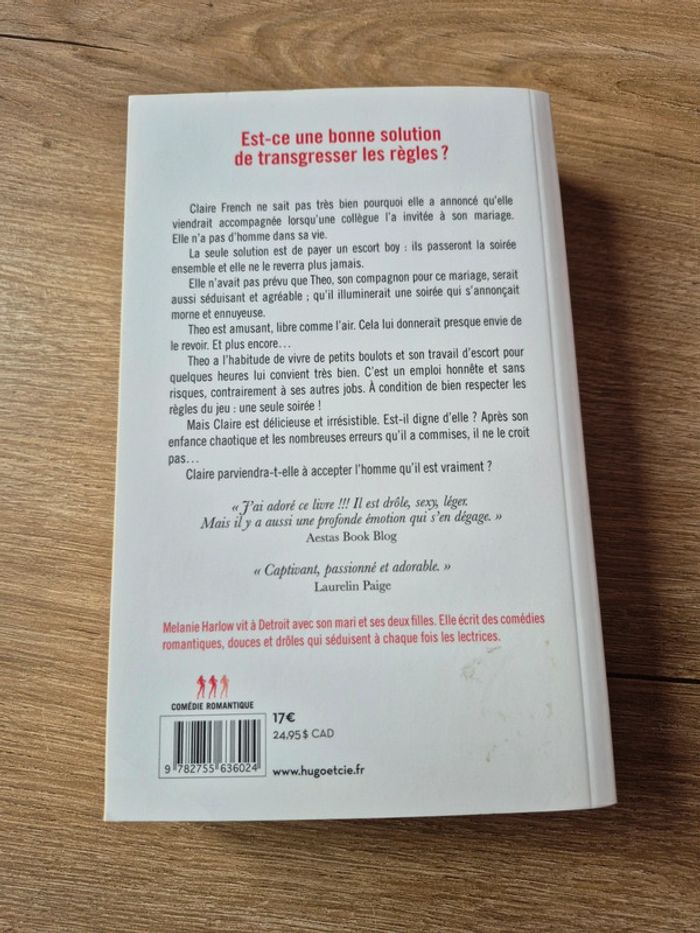 Est-ce une bonne solution
de transgresser les règles ?
Claire French ne sait pas très bien pourquoi elle a annoncé qu'elle
viendrait accompagnée lorsqu'une collègue l'a invitée à son mariage.
Elle n'a pas d'homme dans sa vie.
La seule solution est de payer un escort boy : ils passeront la soirée
ensemble et elle ne le reverra plus jamais.
Elle n'avait pas prévu que Theo, son compagnon pour ce mariage, serait
aussi séduisant et agréable ; qu'il illuminerait une soirée qui s'annonçait
morne et ennuyeuse.
Theo est amusant, libre comme l'air. Cela lui donnerait presque envie de
le revoir. Et plus encore...
Theo a l'habitude de vivre de petits boulots et son travail d'escort pour
quelques heures lui convient très bien. C'est un emploi honnête et sans
risques, contrairement à ses autres jobs. À condition de bien respecter les
règles du jeu : une seule soirée !
Mais Claire est délicieuse et irrésistible. Est-il digne d'elle ? Après son
enfance chaotique et les nombreuses erreurs qu'il a commises, il ne le croit
pas...
Claire parviendra-t-elle à accepter l'homme qu'il est vraiment ?
« J'ai adoré ce livre !!! Il est drôle, sexy, léger.
Mais il y a aussi une profonde émotion qui s'en dégage. »
Aestas Book Blog
« Captivant, passionné et adorable. »
Laurelin Paige
Melanie Harlow vit à Detroit avec son mari et ses deux filles. Elle écrit des comédies
romantiques, douces et drôles qui séduisent à chaque fois les lectrices.
COMÉDIE ROMANTIQUE
17€
24,95 $ CAD
9 782755 636024
www.hugoetcie.fr